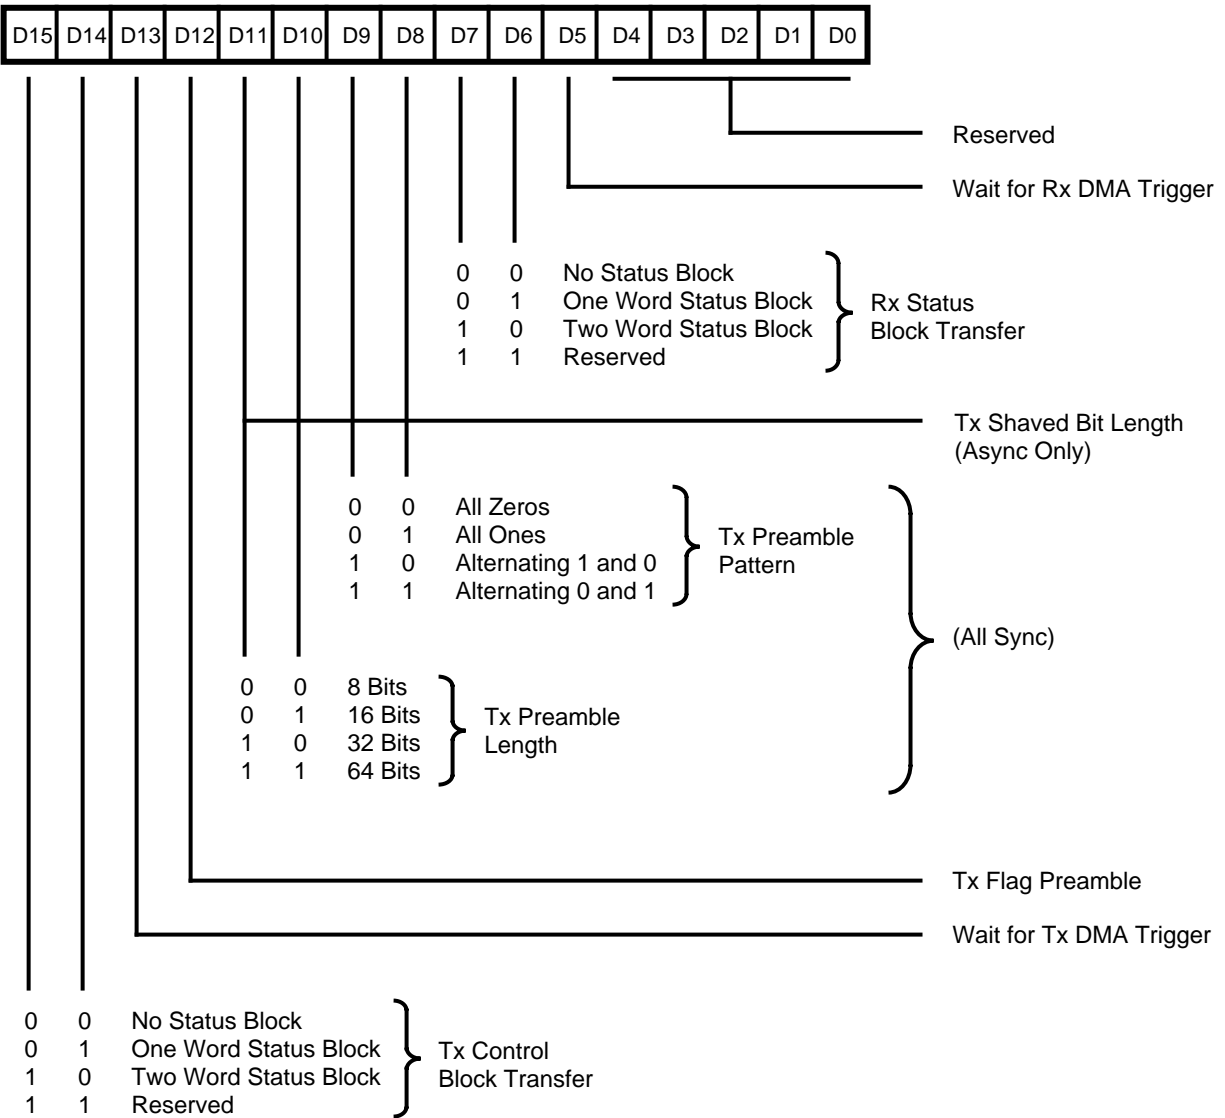 D15 D14 D13 D12 D11 D10 D9 D8 D7 D6 D5 D4 D3 D2 D1 D0
Reserved
Wait for Rx DMA Trigger
0 0 No Status Block
0 1 One Word Status Block
1 0 Two Word Status Block
1 1 Reserved
Rx Status
Block Transfer
Tx Shaved Bit Length
(Async Only)
0 0 All Zeros
0 1 All Ones
1 0 Alternating 1 and 0
1 1 Alternating 0 and 1
Tx Preamble
Pattern
(All Sync)
0 0 8 Bits
0 1 16 Bits
1 0 32 Bits
1 1 64 Bits
Tx Preamble
Length
Tx Flag Preamble
Wait for Tx DMA Trigger
0 0 No Status Block
0 1 One Word Status Block
1 0 Two Word Status Block
1 1 Reserved
Tx Control
Block Transfer